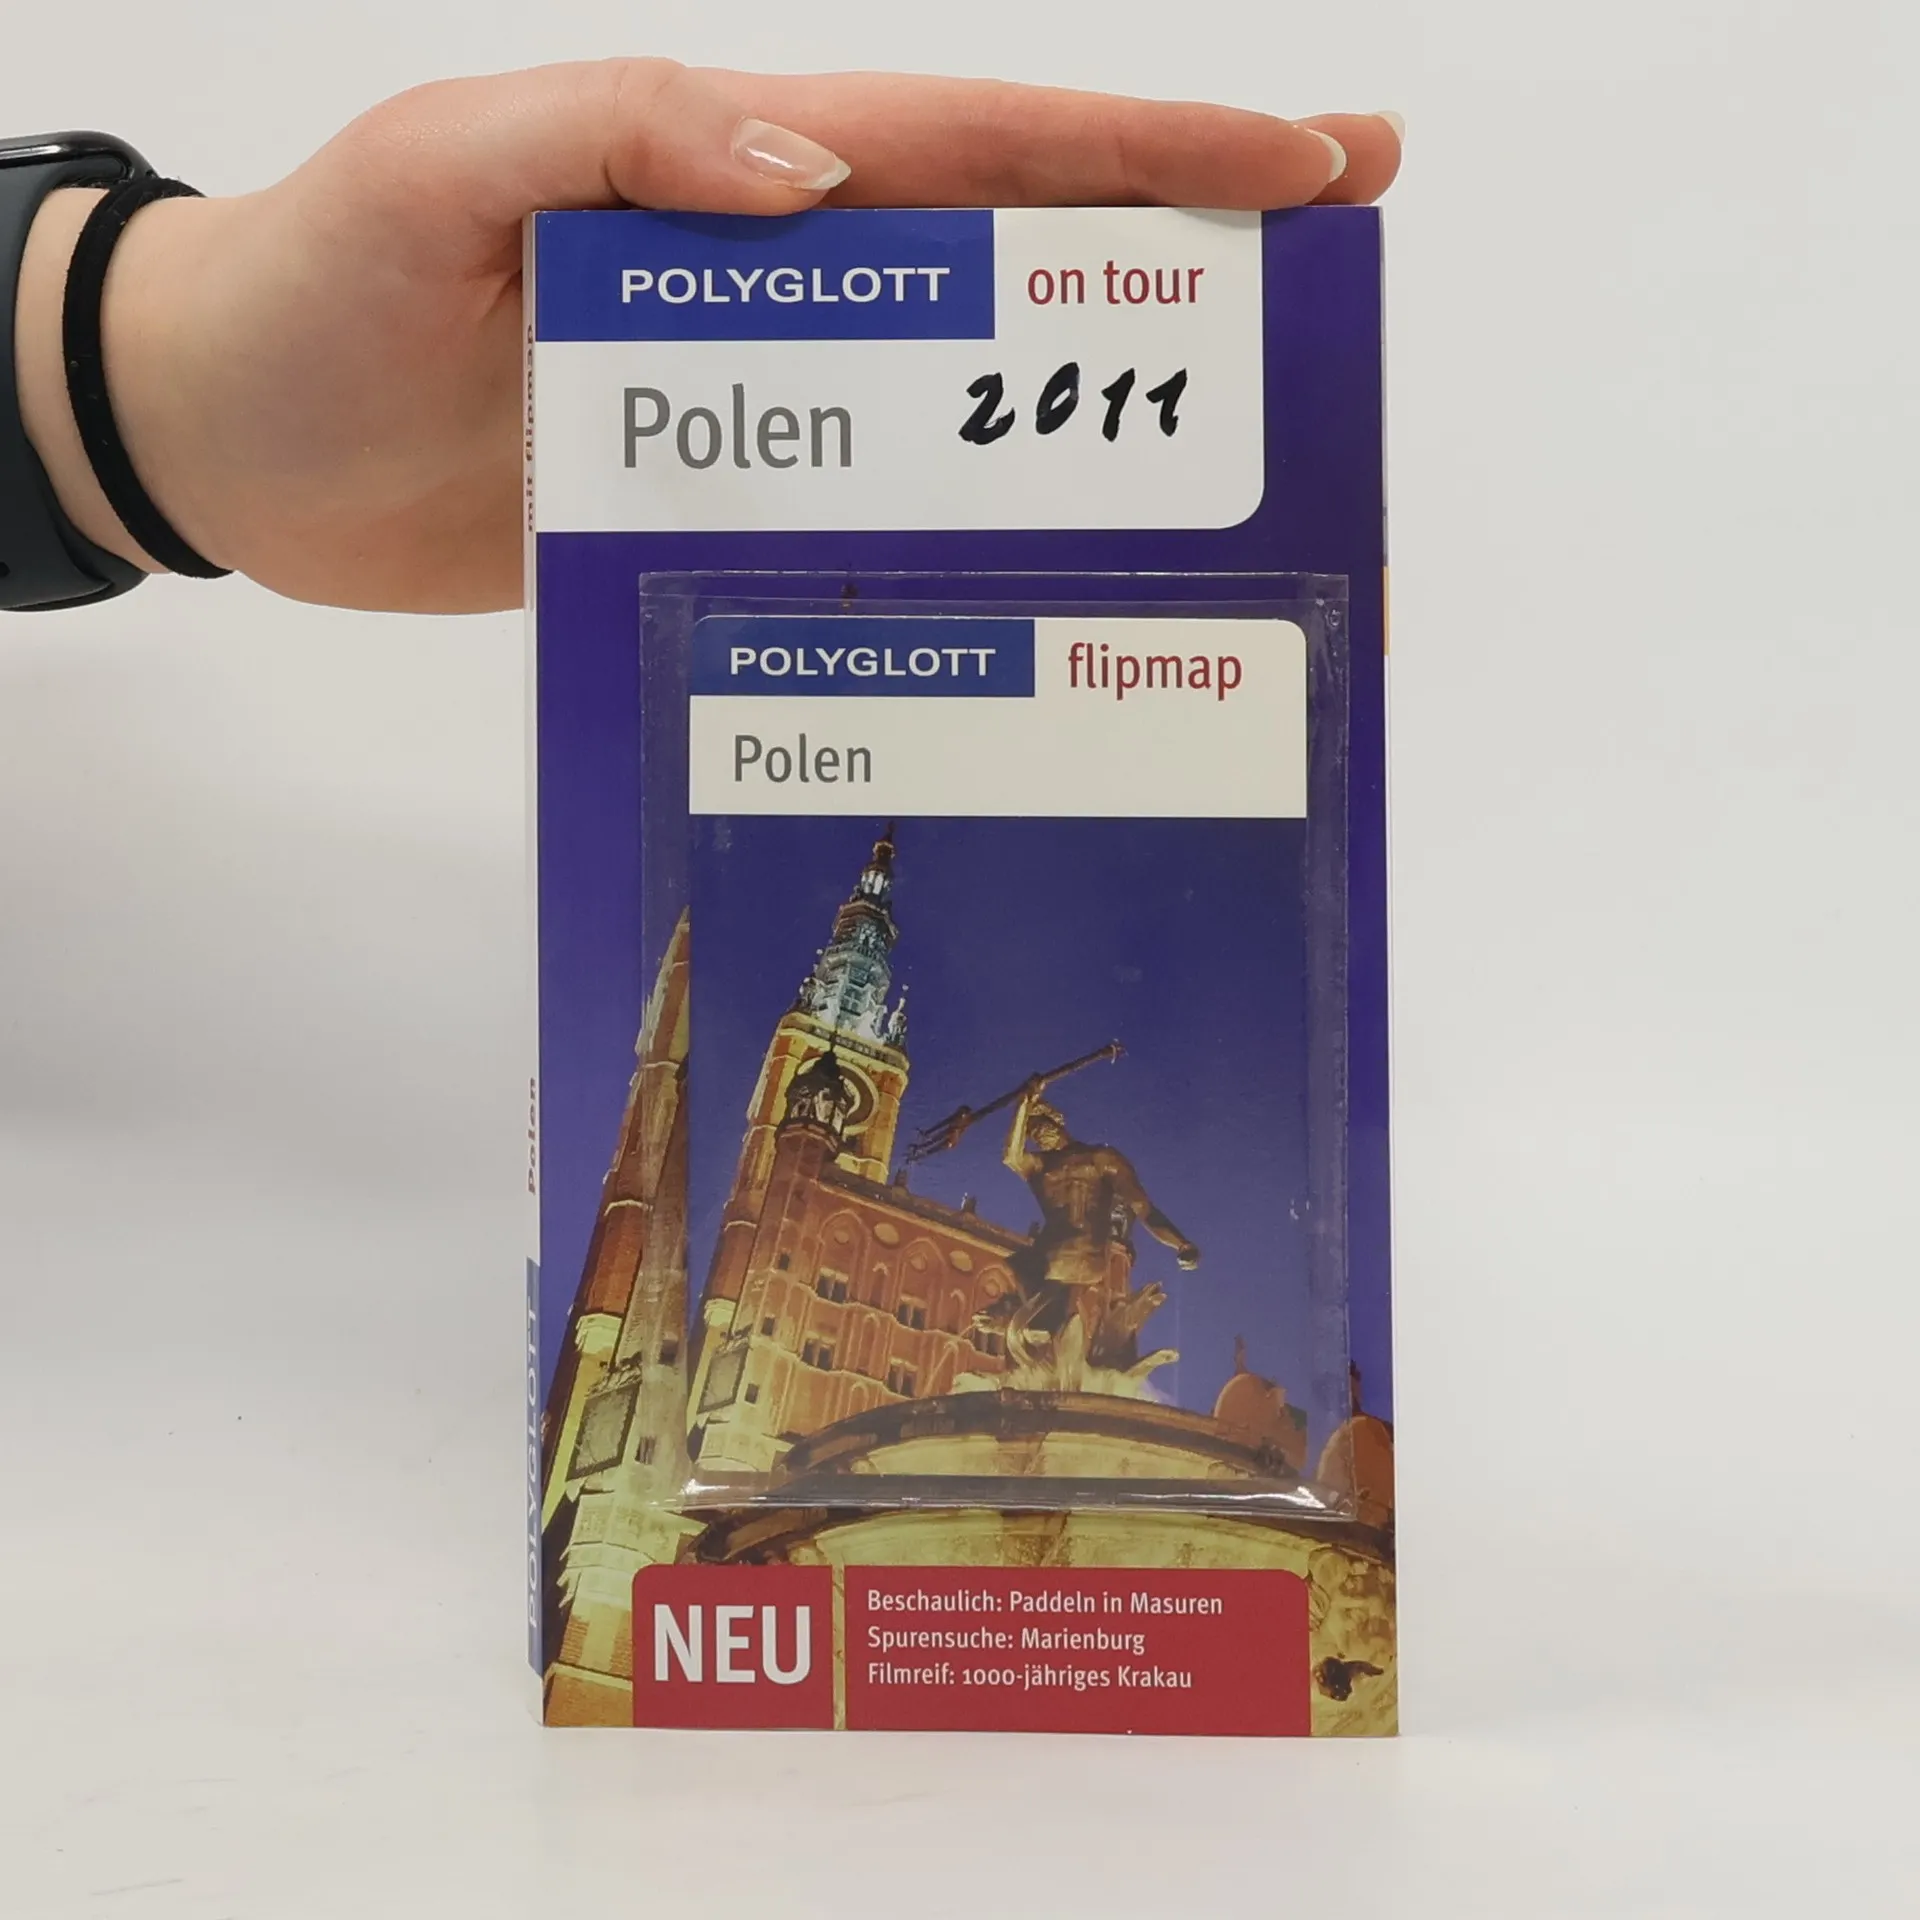 POLYGLOTT on tour
Polen 2011
POLYGLOTT flipmap
Polen
NEU
Beschaulich: Paddeln in Masuren
Spurensuche: Marienburg
Filmreif: 1000-jähriges Krakau
POLYGLOTT Polen mit flipmap